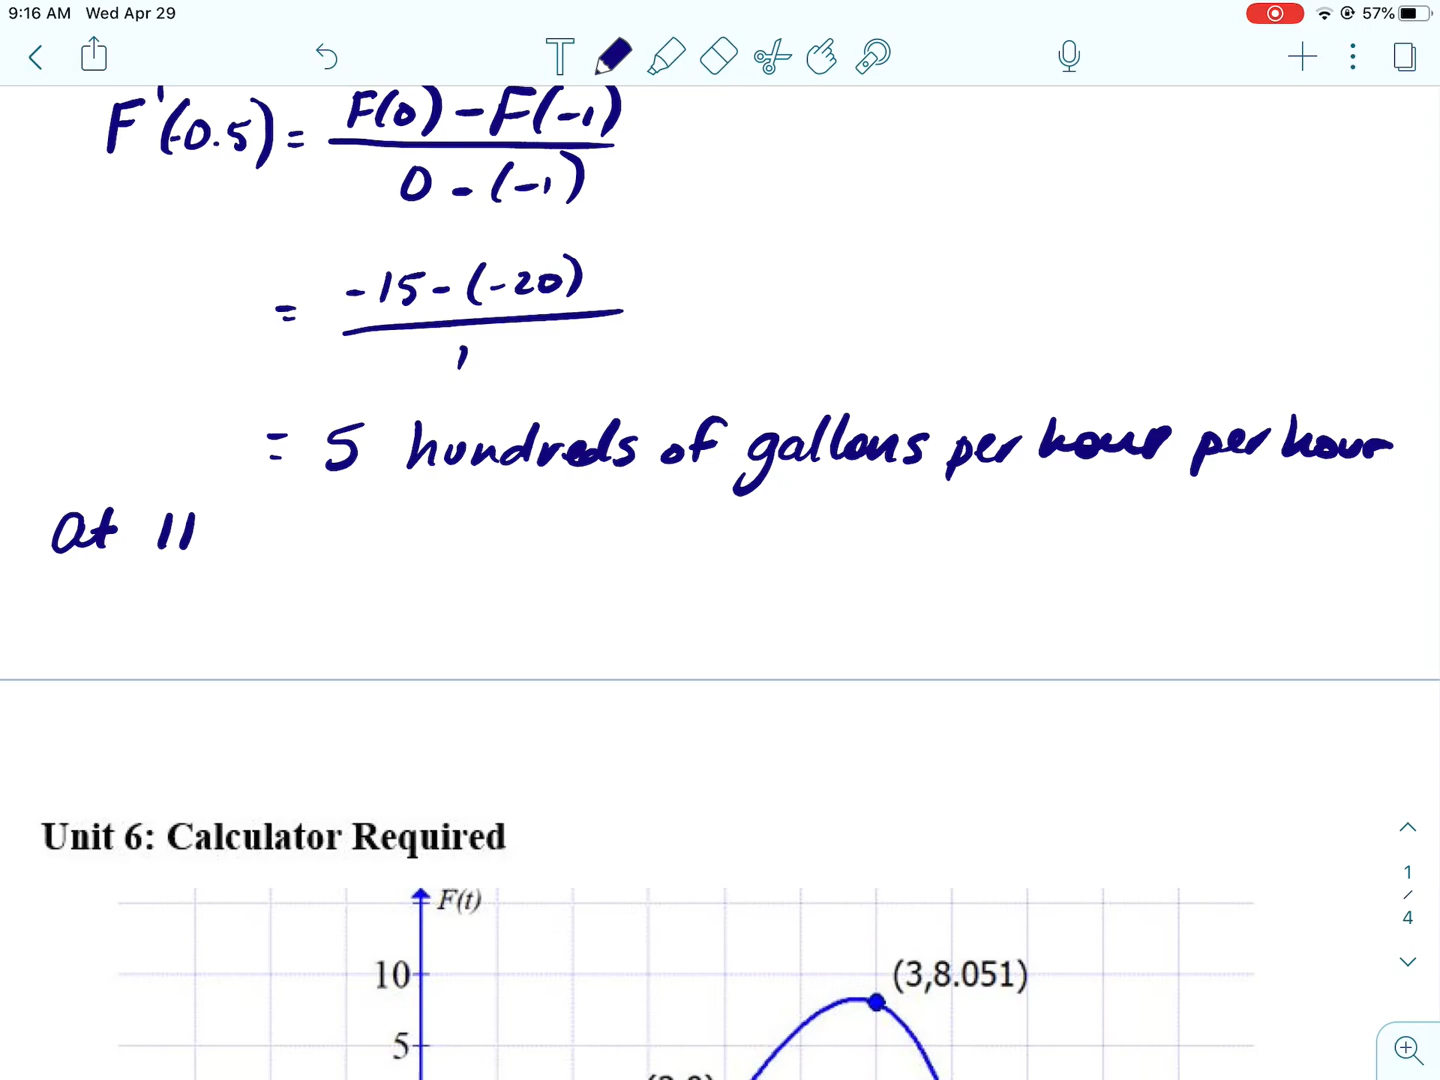 9:16 AM Wed Apr 29
57%
F'(-0.5) = F(0) - F(-1)
0 - (-1)
= -15 - (-20)
1
= 5 hundreds of gallons per hour per hour
at 11
Unit 6: Calculator Required
F(t)
10
(3,8.051)
5
1
/
4